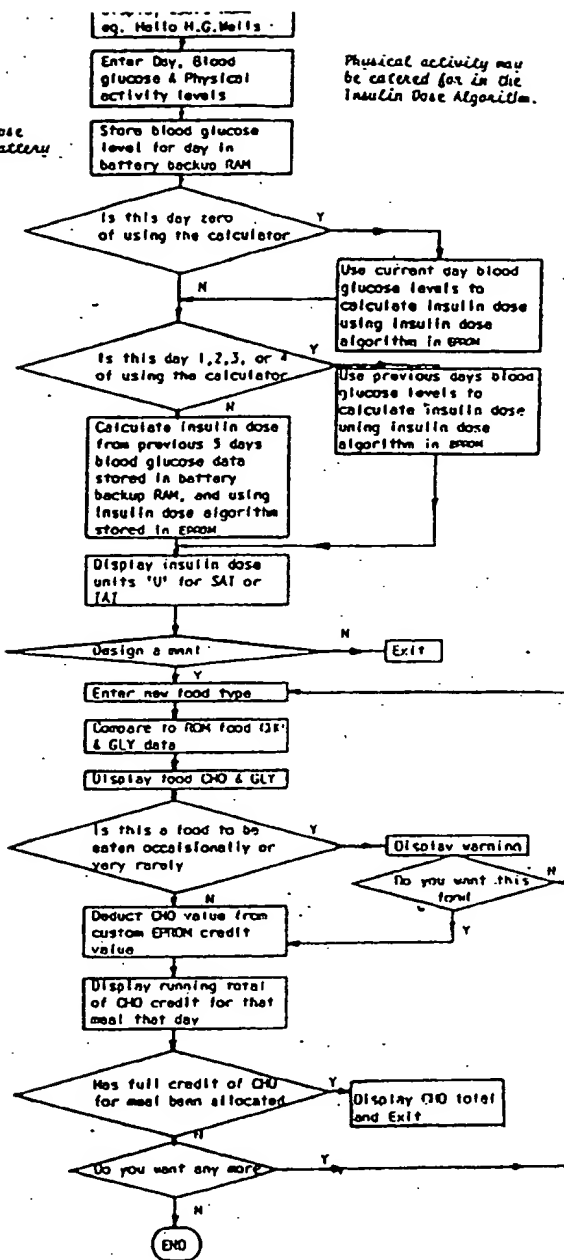 eg. Hallo H.G.Wells
Physical activity may
be catered for in the
Insulin Dose Algorithm.
Enter Day, Blood
glucose & Physical
activity levels
ose
attery
Store blood glucose
level for day in
battery backup RAM
Is this day zero
of using the calculator
Y
N
Use current day blood
glucose levels to
calculate insulin dose
using insulin dose
algorithm in EPROM
Is this day 1,2,3, or 4
of using the calculator
Y
N
Use previous days blood
glucose levels to
calculate insulin dose
using insulin dose
algorithm in EPROM
Calculate insulin dose
from previous 5 days
blood glucose data
stored in battery
backup RAM, and using
insulin dose algorithm
stored in EPROM
Display insulin dose
units 'U' for SAI or
IAI
Design a meal
N
Exit
Y
Enter new food type
Compare to ROM food
& GLY data
Display food CHO & GLY
Is this a food to be
eaten occaisionally or
very rarely
Y
Display warning
N
Do you want this
food
N
Y
Deduct CHO value from
custom EPROM credit
value
Display running total
of CHO credit for that
meal that day
Has full credit of CHO
for meal been allocated
Y
Display CHO total
and Exit
N
Do you want any more
Y
N
END